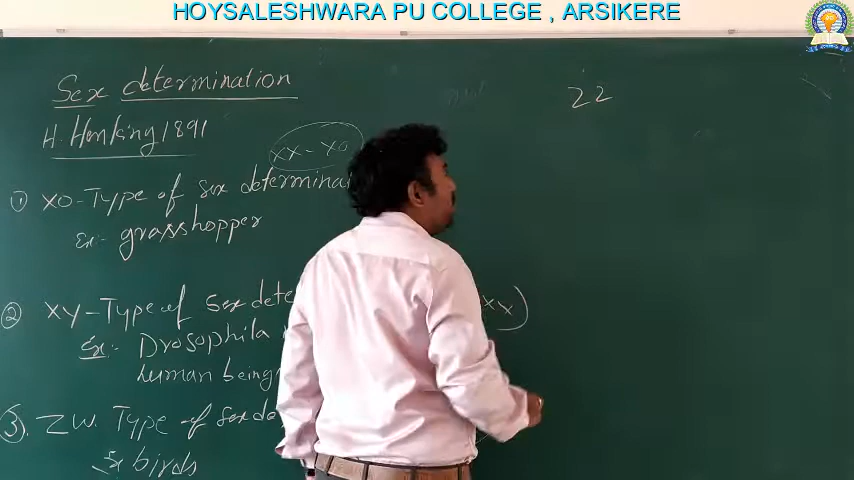 HOYSALESHWARA PU COLLEGE , ARSIKERE
Sex determination
22
H. Henking 1891
XX - XO
① XO-Type of sex determina
Ex:- grasshopper
② XY-Type of Sex dete XX)
Ex:- Drosophila
human being
③. ZW. Type of sex de
Ex birds